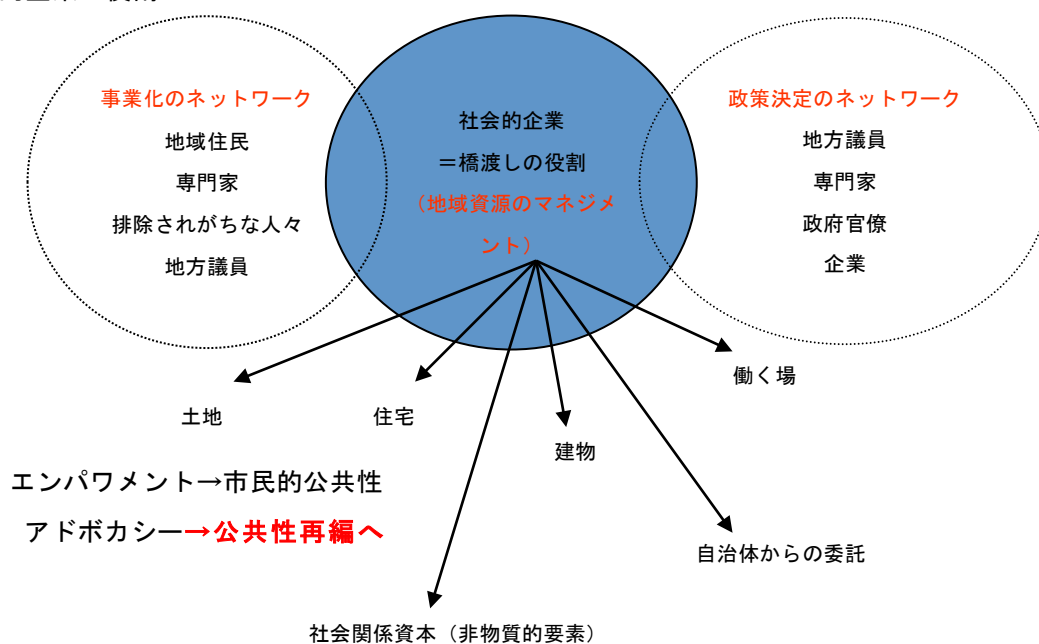 事業化のネットワーク
地域住民
専門家
排除されがちな人々
地方議員
社会的企業
＝橋渡しの役割
（地域資源のマネジメ
ント）
政策決定のネットワーク
地方議員
専門家
政府官僚
企業
働く場
土地
住宅
建物
エンパワメント→市民的公共性
アドボカシー→公共性再編へ
自治体からの委託
社会関係資本（非物質的要素）